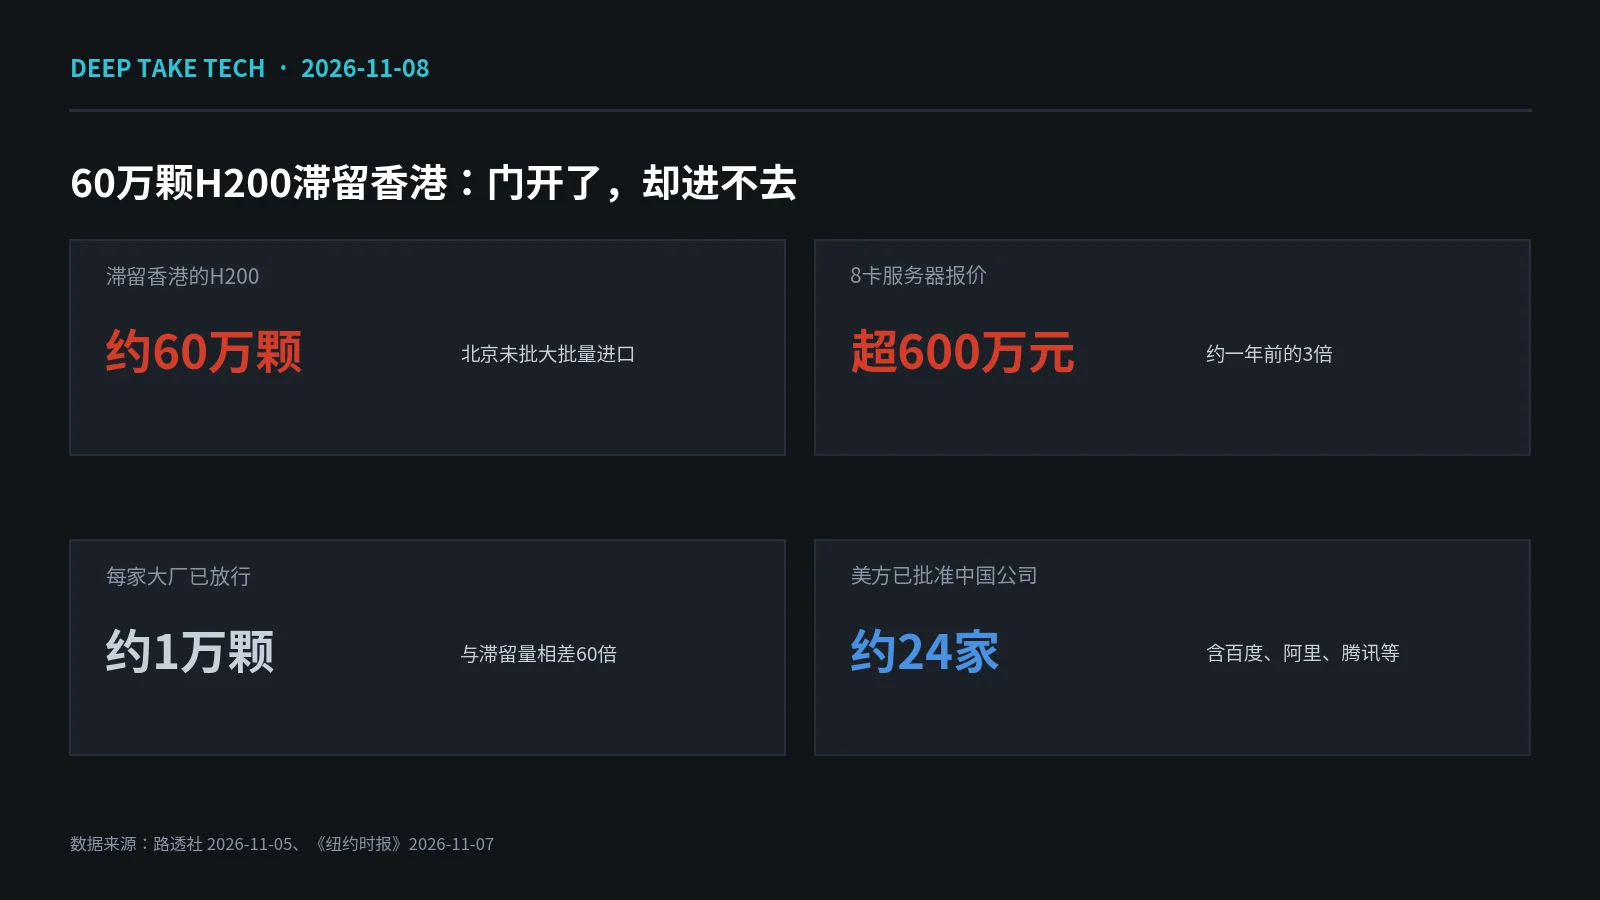 DEEP TAKE TECH · 2026-11-08
60万颗H200滞留香港：门开了，却进不去
滞留香港的H200
约60万颗
北京未批大批量进口
8卡服务器报价
超600万元
约一年前的3倍
每家大厂已放行
约1万颗
与滞留量相差60倍
美方已批准中国公司
约24家
含百度、阿里、腾讯等
数据来源：路透社 2026-11-05、《纽约时报》2026-11-07